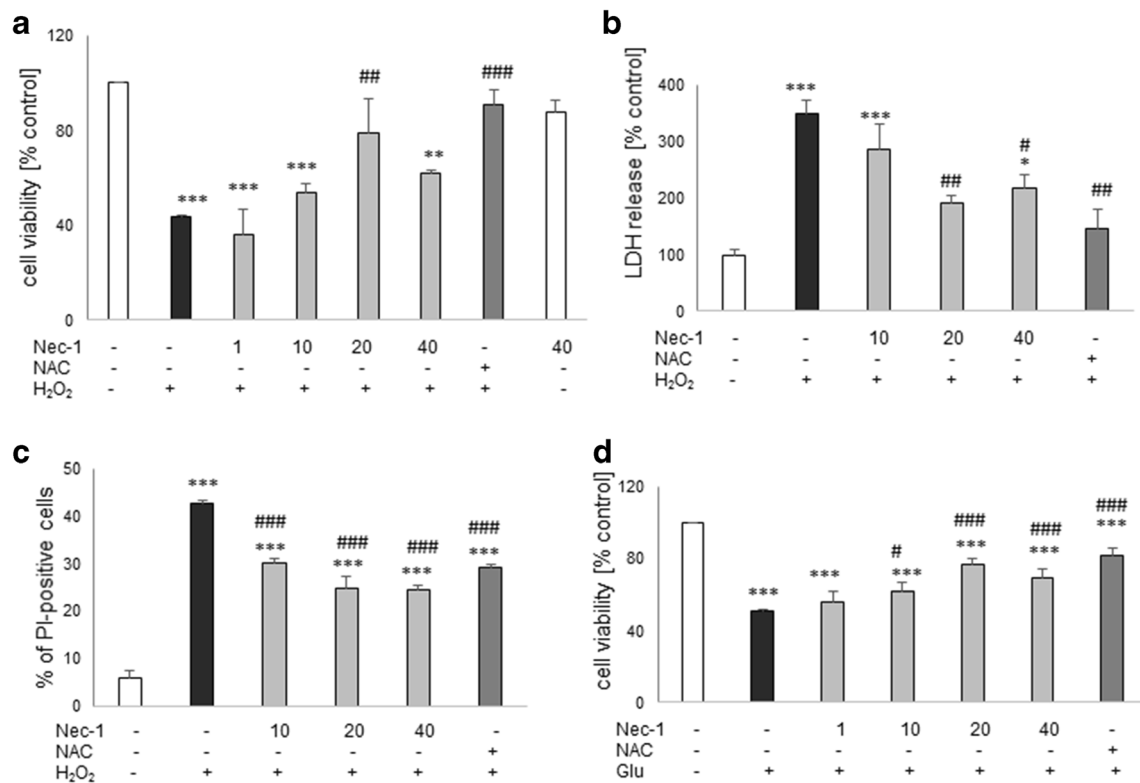 a
cell viability [% control]
120
80
40
0
***
***
***
##
**
###
Nec-1 - - 1 10 20 40 - 40
NAC - - - - - - + -
H₂O₂ - + + + + + + -
b
LDH release [% control]
400
300
200
100
0
***
***
##
#
*
##
Nec-1 - - 10 20 40 -
NAC - - - - - +
H₂O₂ - + + + + +
c
% of PI-positive cells
50
40
30
20
10
0
***
###
***
###
***
###
***
###
***
Nec-1 - - 10 20 40 -
NAC - - - - - +
H₂O₂ - + + + + +
d
cell viability [% control]
120
80
40
0
***
***
#
***
###
***
###
***
###
***
Nec-1 - - 1 10 20 40 -
NAC - - - - - - +
Glu - + + + + + +